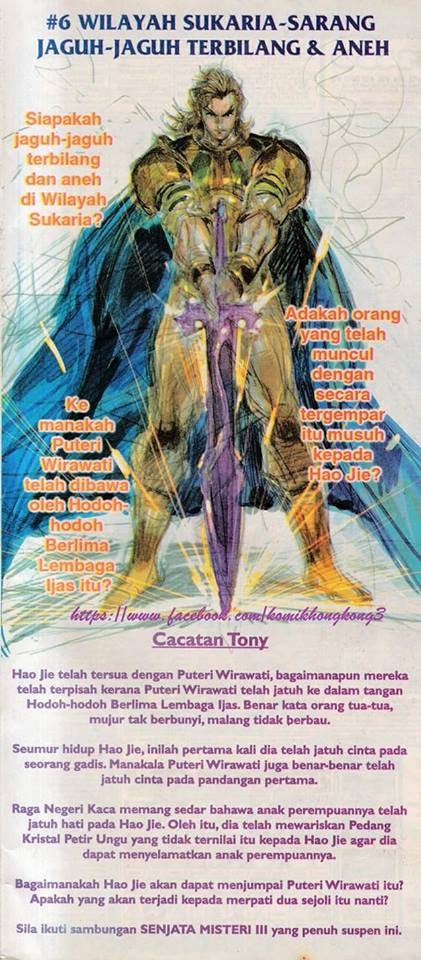 #6 WILAYAH SUKARIA-SARANG
JAGUH-JAGUH TERBILANG & ANEH
Siapakah
jaguh-jaguh
terbilang
dan aneh
di Wilayah
Sukaria?
Adakah orang
yang telah
muncul
dengan
secara
tergempar
itu musuh
kepada
Hao Jie?
Ke
manakah
Puteri
Wirawati
telah dibawa
oleh Hodoh-
hodoh
Berlima
Lembaga
Ijas itu?
https://www.facebook.com/komikhongkong3
Cacatan Tony
Hao Jie telah tersua dengan Puteri Wirawati, bagaimanapun mereka
telah terpisah kerana Puteri Wirawati telah jatuh ke dalam tangan
Hodoh-hodoh Berlima Lembaga Ijas. Benar kata orang tua-tua,
mujur tak berbunyi, malang tidak berbau.
Seumur hidup Hao Jie, inilah pertama kali dia telah jatuh cinta pada
seorang gadis. Manakala Puteri Wirawati juga benar-benar telah
jatuh cinta pada pandangan pertama.
Raga Negeri Kaca memang sedar bahawa anak perempuannya telah
jatuh hati pada Hao Jie. Oleh itu, dia telah mewariskan Pedang
Kristal Petir Ungu yang tidak ternilai itu kepada Hao Jie agar dia
dapat menyelamatkan anak perempuannya.
Bagaimanakah Hao Jie akan dapat menjumpai Puteri Wirawati itu?
Apakah yang akan terjadi kepada merpati dua sejoli itu nanti?
Sila ikuti sambungan SENJATA MISTERI III yang penuh suspen ini.